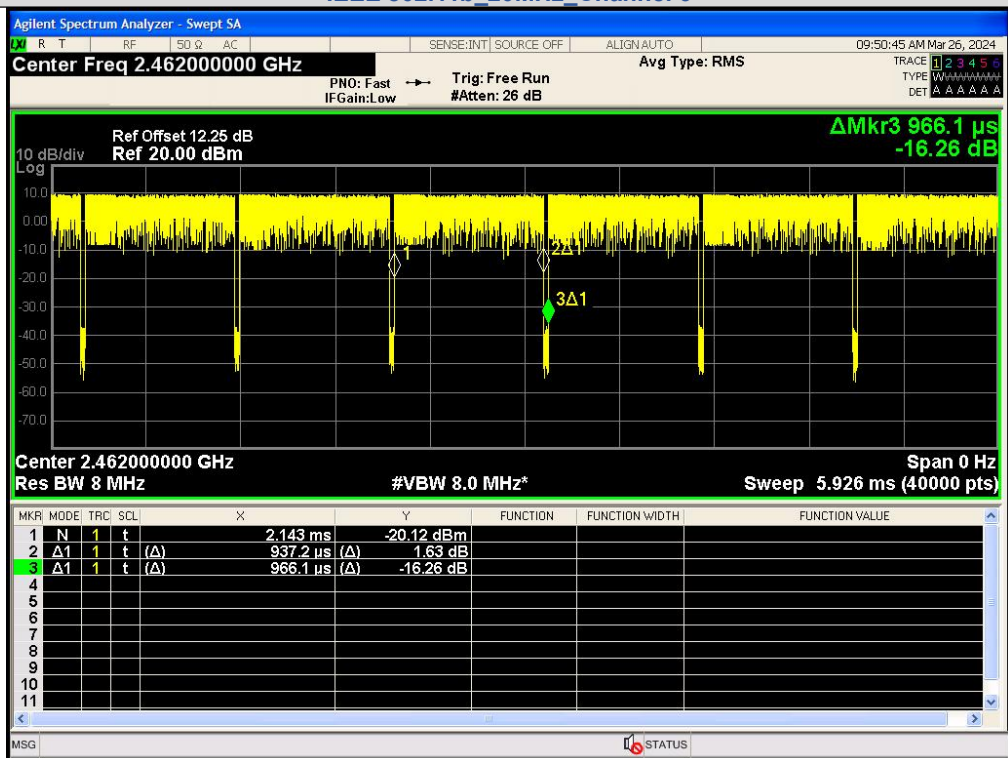 Agilent Spectrum Analyzer - Swept SA
LXI R T RF 50 Ω AC SENSE:INT SOURCE OFF ALIGN AUTO 09:50:45 AM Mar 26, 2024
Center Freq 2.462000000 GHz Avg Type: RMS TRACE 1 2 3 4 5 6
PNO: Fast Trig: Free Run TYPE W
IFGain:Low #Atten: 26 dB DET A A A A A A
ΔMkr3 966.1 µs
Ref Offset 12.25 dB
10 dB/div Ref 20.00 dBm -16.26 dB
Log
10.0
0.00
-10.0
1 2Δ1
-20.0
-30.0 3Δ1
-40.0
-50.0
-60.0
-70.0
Center 2.462000000 GHz Span 0 Hz
Res BW 8 MHz #VBW 8.0 MHz* Sweep 5.926 ms (40000 pts)
MKR MODE TRC SCL X Y FUNCTION FUNCTION WIDTH FUNCTION VALUE
1 N 1 t 2.143 ms -20.12 dBm
2 Δ1 1 t (Δ) 937.2 µs (Δ) 1.63 dB
3 Δ1 1 t (Δ) 966.1 µs (Δ) -16.26 dB
4
5
6
7
8
9
10
11
MSG STATUS